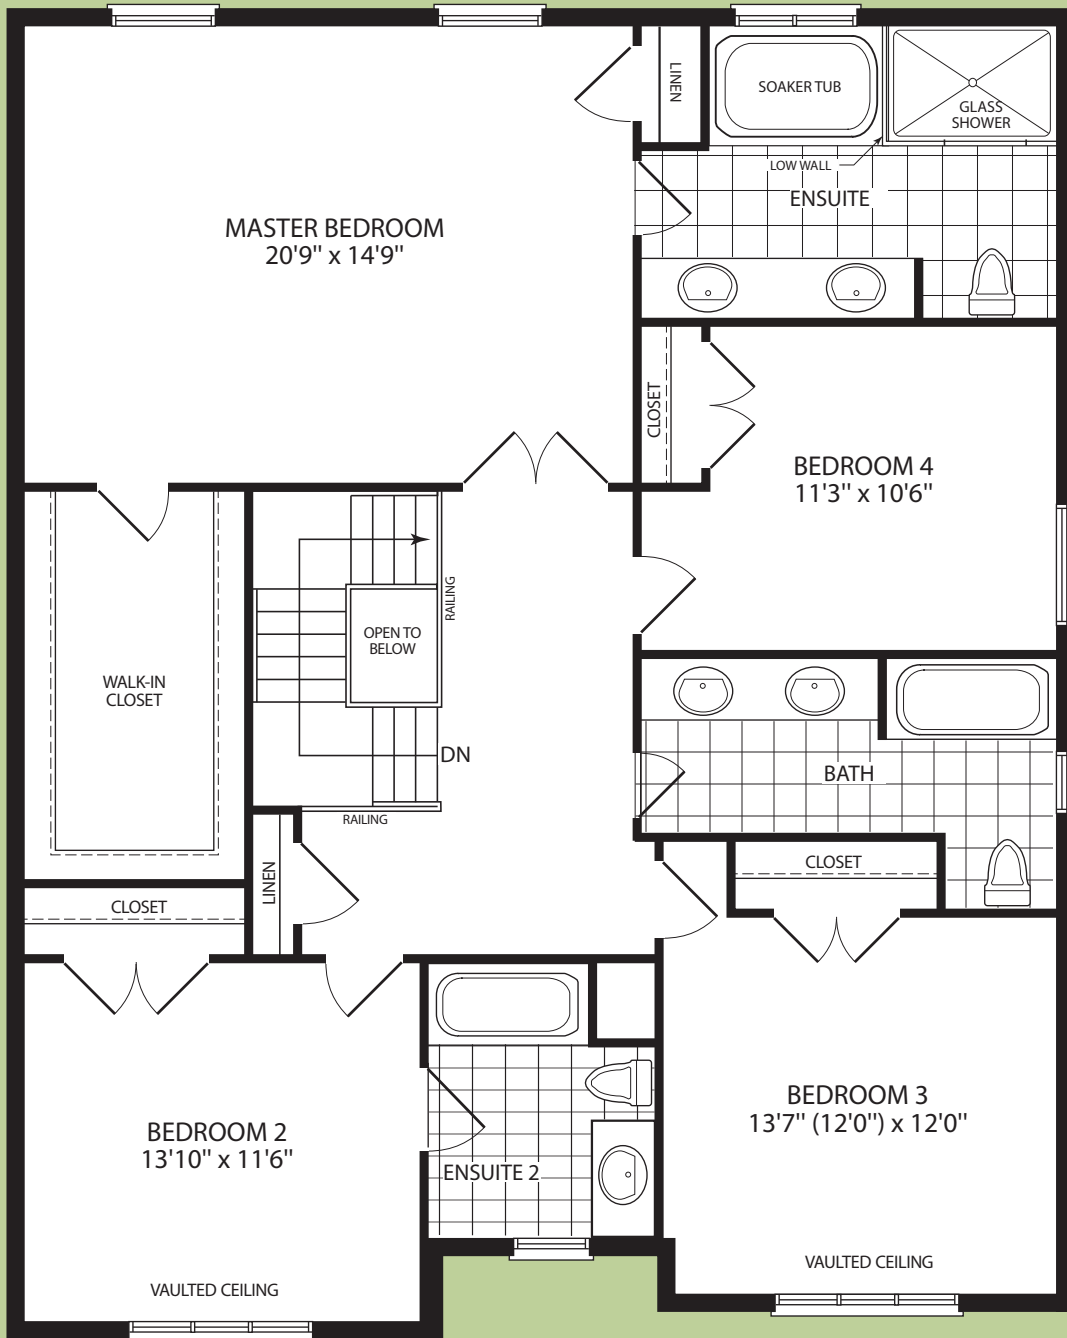 LINEN
SOAKER TUB
GLASS
SHOWER
LOW WALL
ENSUITE
MASTER BEDROOM
20'9" x 14'9"
CLOSET
BEDROOM 4
11'3" x 10'6"
RAILING
OPEN TO
BELOW
WALK-IN
CLOSET
DN
BATH
RAILING
CLOSET
LINEN
CLOSET
BEDROOM 3
13'7" (12'0") x 12'0"
BEDROOM 2
13'10" x 11'6"
ENSUITE 2
VAULTED CEILING
VAULTED CEILING